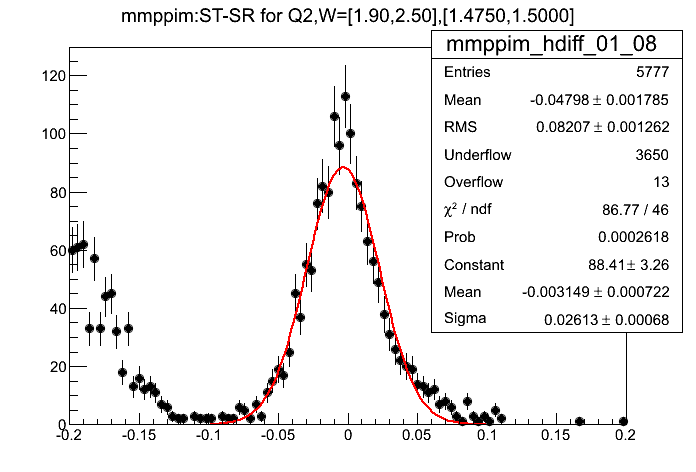 mmppim:ST-SR for Q2,W=[1.90,2.50],[1.4750,1.5000]
mmppim_hdiff_01_08
Entries 5777
Mean -0.04798 ± 0.001785
RMS 0.08207 ± 0.001262
Underflow 3650
Overflow 13
χ² / ndf 86.77 / 46
Prob 0.0002618
Constant 88.41 ± 3.26
Mean -0.003149 ± 0.000722
Sigma 0.02613 ± 0.00068
120
100
80
60
40
20
0
-0.2 -0.15 -0.1 -0.05 0 0.05 0.1 0.15 0.2